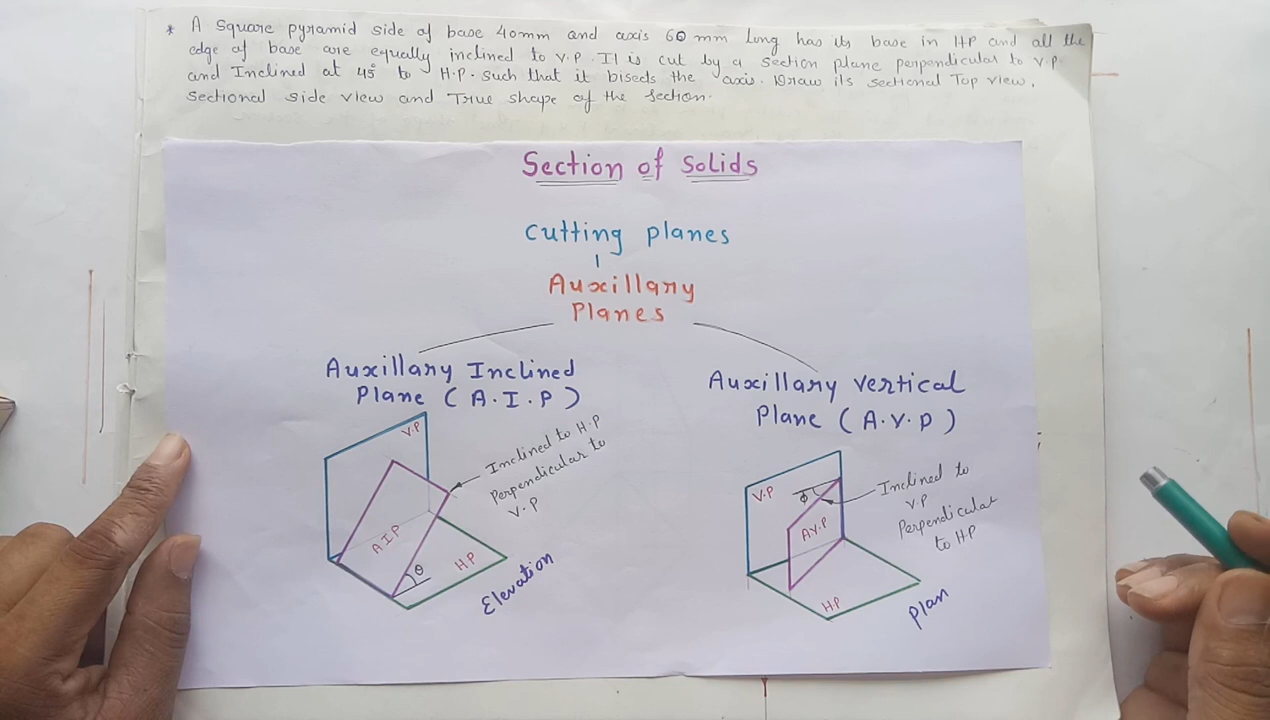 * A Square pyramid side of base 40mm and axis 60 mm long has its base in HP and all the
edge of base are equally inclined to V.P. It is cut by a section plane perpendicular to V.P
and Inclined at 45° to H.P. Such that it bisects the axis. Draw its sectional Top view,
sectional side view and True shape of the section.
Section of Solids
Cutting planes
Auxillary
Planes
Auxillary Inclined
Plane (A.I.P)
V.P
A.I.P
H.P
θ
Inclined to H.P
Perpendicular to
V.P
Elevation
Auxillary Vertical
Plane (A.V.P)
V.P
Φ
A.V.P
H.P
Inclined to
V.P
Perpendicular
to HP
Plan